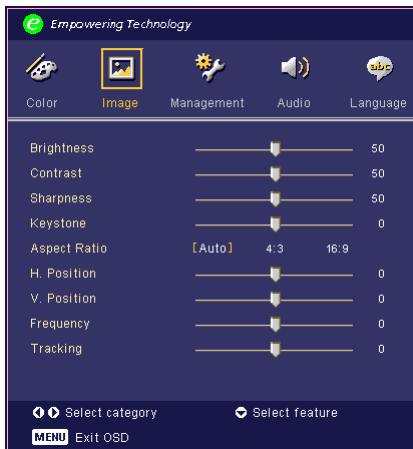 e Empowering Technology
Color Image Management Audio abc Language
Brightness 50
Contrast 50
Sharpness 50
Keystone 0
Aspect Ratio [Auto] 4:3 16:9
H. Position 0
V. Position 0
Frequency 0
Tracking 0
Select category Select feature
MENU Exit OSD